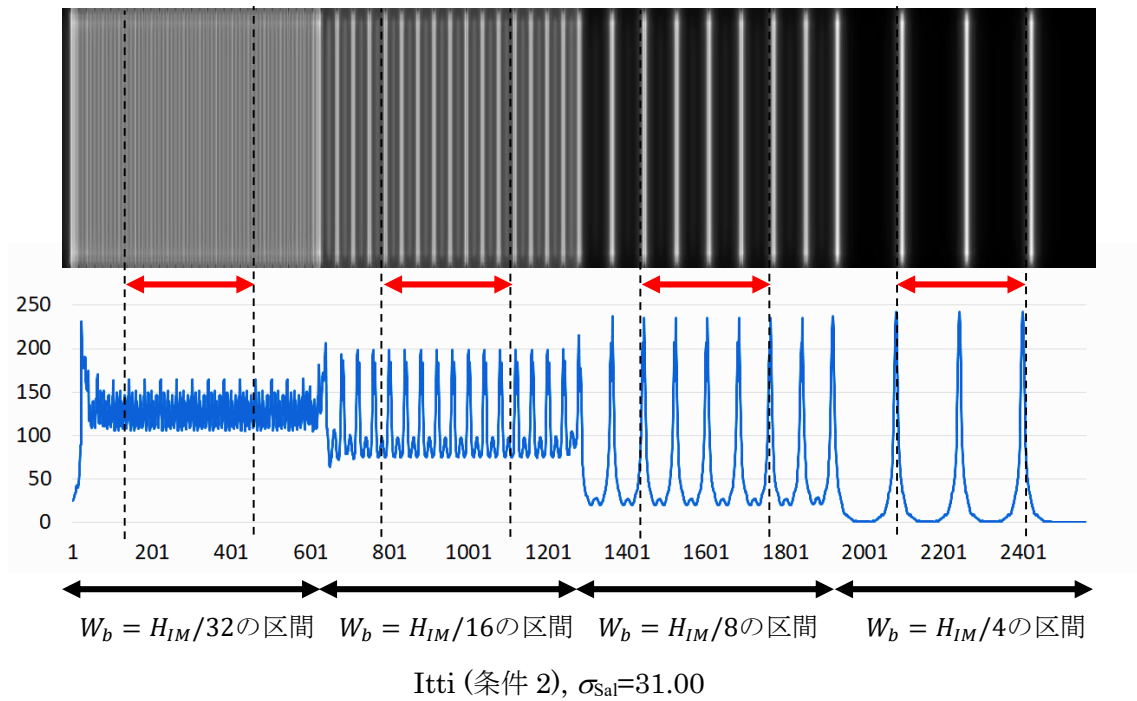 250
200
150
100
50
0
1 201 401 601 801 1001 1201 1401 1601 1801 2001 2201 2401
W_b = H_IM/32の区間 W_b = H_IM/16の区間 W_b = H_IM/8の区間 W_b = H_IM/4の区間
Itti (条件 2), σ_Sal=31.00